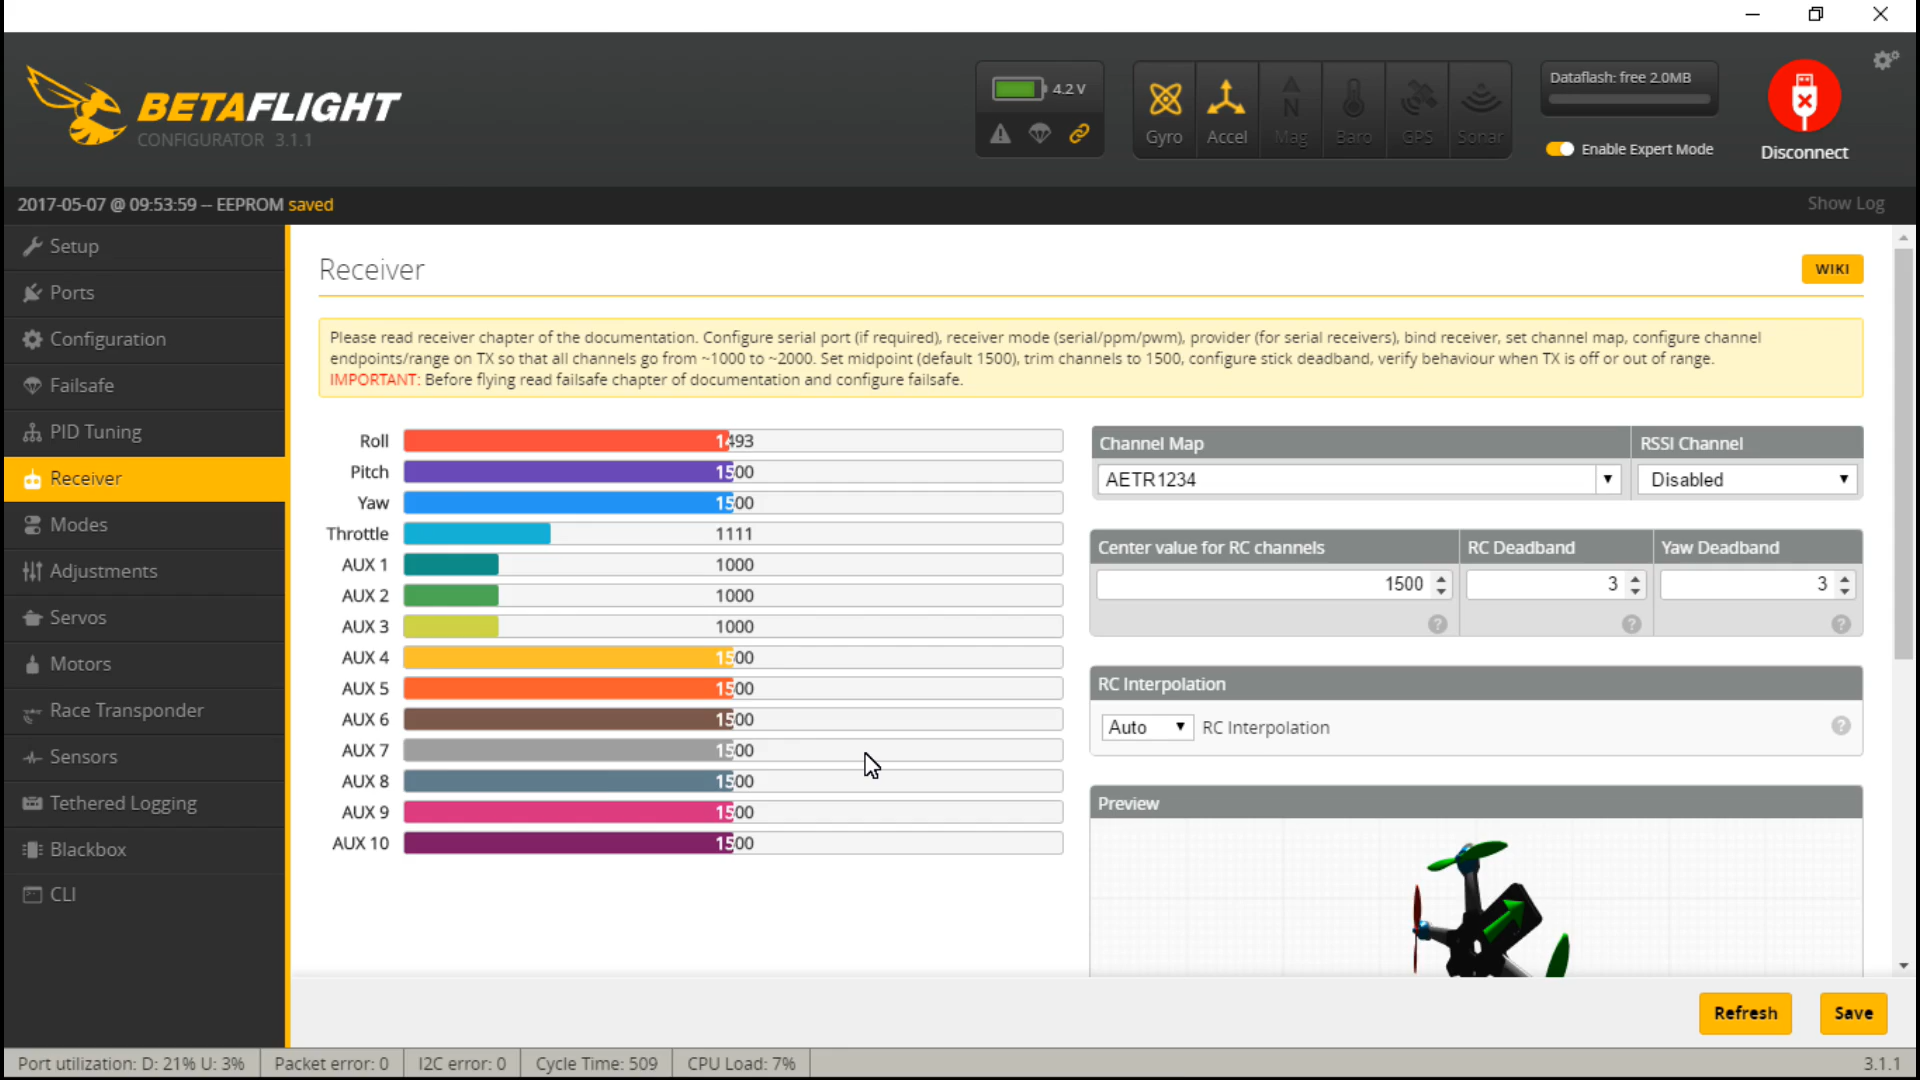 BETAFLIGHT
CONFIGURATOR 3.1.1
4.2 V
Gyro
Accel
Mag
Baro
GPS
Sonar
Dataflash: free 2.0MB
Enable Expert Mode
Disconnect
2017-05-07 @ 09:53:59 -- EEPROM saved
Show Log
Setup
Ports
Configuration
Failsafe
PID Tuning
Receiver
Modes
Adjustments
Servos
Motors
Race Transponder
Sensors
Tethered Logging
Blackbox
CLI
Receiver
WIKI
Please read receiver chapter of the documentation. Configure serial port (if required), receiver mode (serial/ppm/pwm), provider (for serial receivers), bind receiver, set channel map, configure channel
endpoints/range on TX so that all channels go from ~1000 to ~2000. Set midpoint (default 1500), trim channels to 1500, configure stick deadband, verify behaviour when TX is off or out of range.
IMPORTANT: Before flying read failsafe chapter of documentation and configure failsafe.
Roll 1493
Pitch 1500
Yaw 1500
Throttle 1111
AUX 1 1000
AUX 2 1000
AUX 3 1000
AUX 4 1500
AUX 5 1500
AUX 6 1500
AUX 7 1500
AUX 8 1500
AUX 9 1500
AUX 10 1500
Channel Map RSSI Channel
AETR1234 Disabled
Center value for RC channels RC Deadband Yaw Deadband
1500 3 3
? ? ?
RC Interpolation
Auto RC Interpolation ?
Preview
Refresh Save
Port utilization: D: 21% U: 3% Packet error: 0 I2C error: 0 Cycle Time: 509 CPU Load: 7% 3.1.1